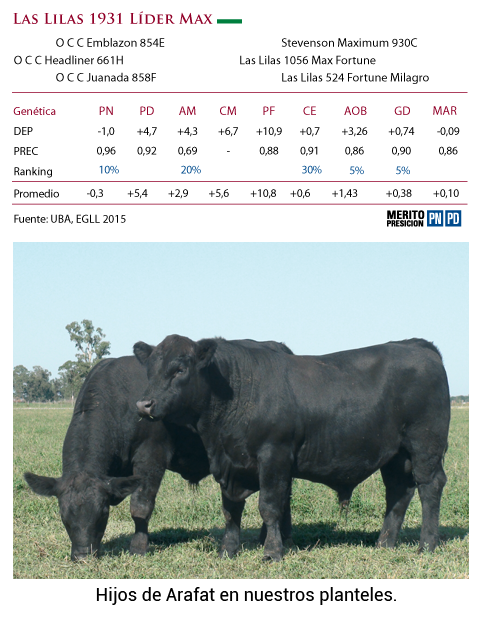 Las Lilas 1931 Líder Max
O C C Emblazon 854E Stevenson Maximum 930C
O C C Headliner 661H Las Lilas 1056 Max Fortune
O C C Juanada 858F Las Lilas 524 Fortune Milagro
Genética PN PD AM CM PF CE AOB GD MAR
DEP -1,0 +4,7 +4,3 +6,7 +10,9 +0,7 +3,26 +0,74 -0,09
PREC 0,96 0,92 0,69 - 0,88 0,91 0,86 0,90 0,86
Ranking 10% 20% 30% 5% 5%
Promedio -0,3 +5,4 +2,9 +5,6 +10,8 +0,6 +1,43 +0,38 +0,10
Fuente: UBA, EGLL 2015 MERITO PN PD
PRESICION
Hijos de Arafat en nuestros planteles.